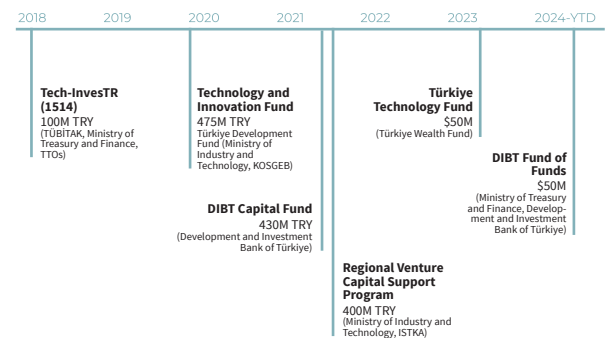 2018 2019 2020 2021 2022 2023 2024-YTD
Tech-InvesTR
(1514)
100M TRY
(TÜBİTAK, Ministry of
Treasury and Finance,
TTOs)
Technology and
Innovation Fund
475M TRY
Türkiye Development
Fund (Ministry of
Industry and
Technology, KOSGEB)
DIBT Capital Fund
430M TRY
(Development and Investment
Bank of Türkiye)
Regional Venture
Capital Support
Program
400M TRY
(Ministry of Industry and
Technology, ISTKA)
Türkiye
Technology Fund
$50M
(Türkiye Wealth Fund)
DIBT Fund of
Funds
$50M
(Ministry of Treasury
and Finance, Develop-
ment and Investment
Bank of Türkiye)